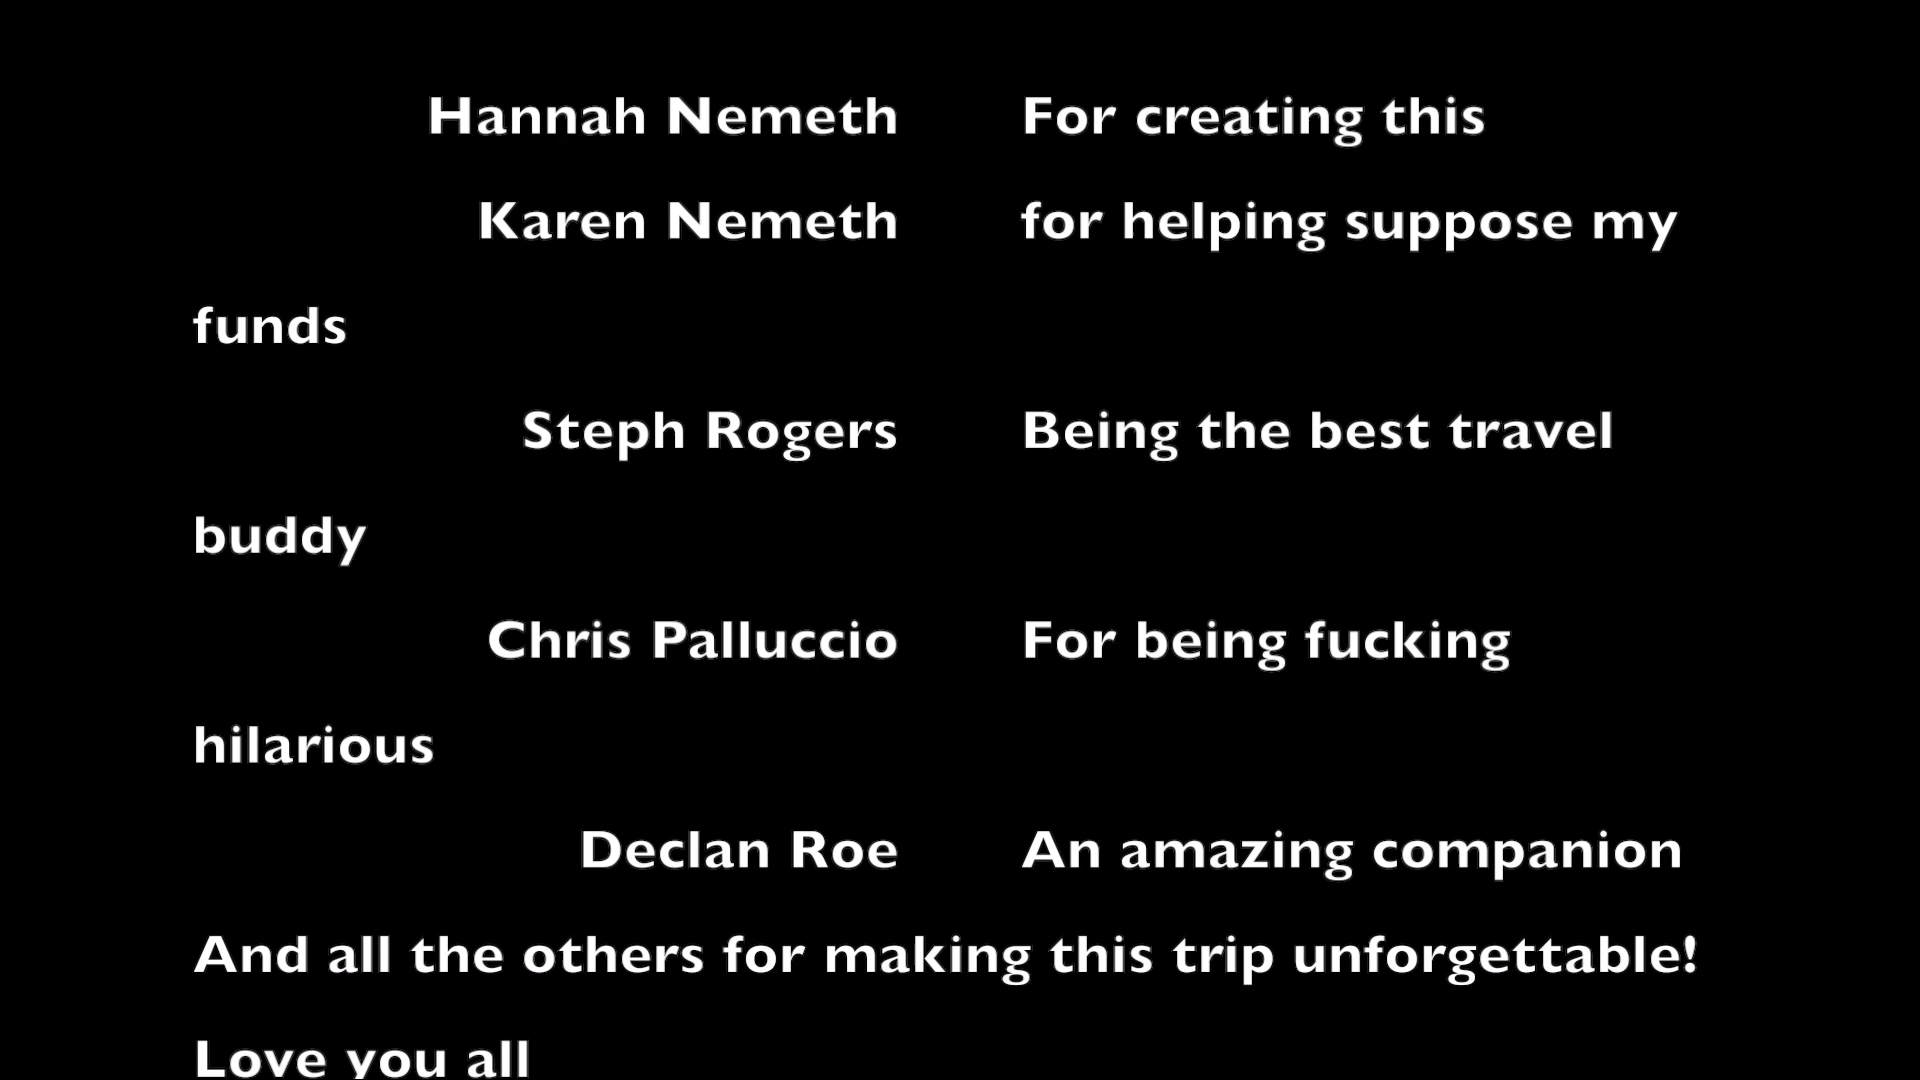 Hannah Nemeth For creating this
Karen Nemeth for helping suppose my
funds
Steph Rogers Being the best travel
buddy
Chris Palluccio For being fucking
hilarious
Declan Roe An amazing companion
And all the others for making this trip unforgettable!
Love you all